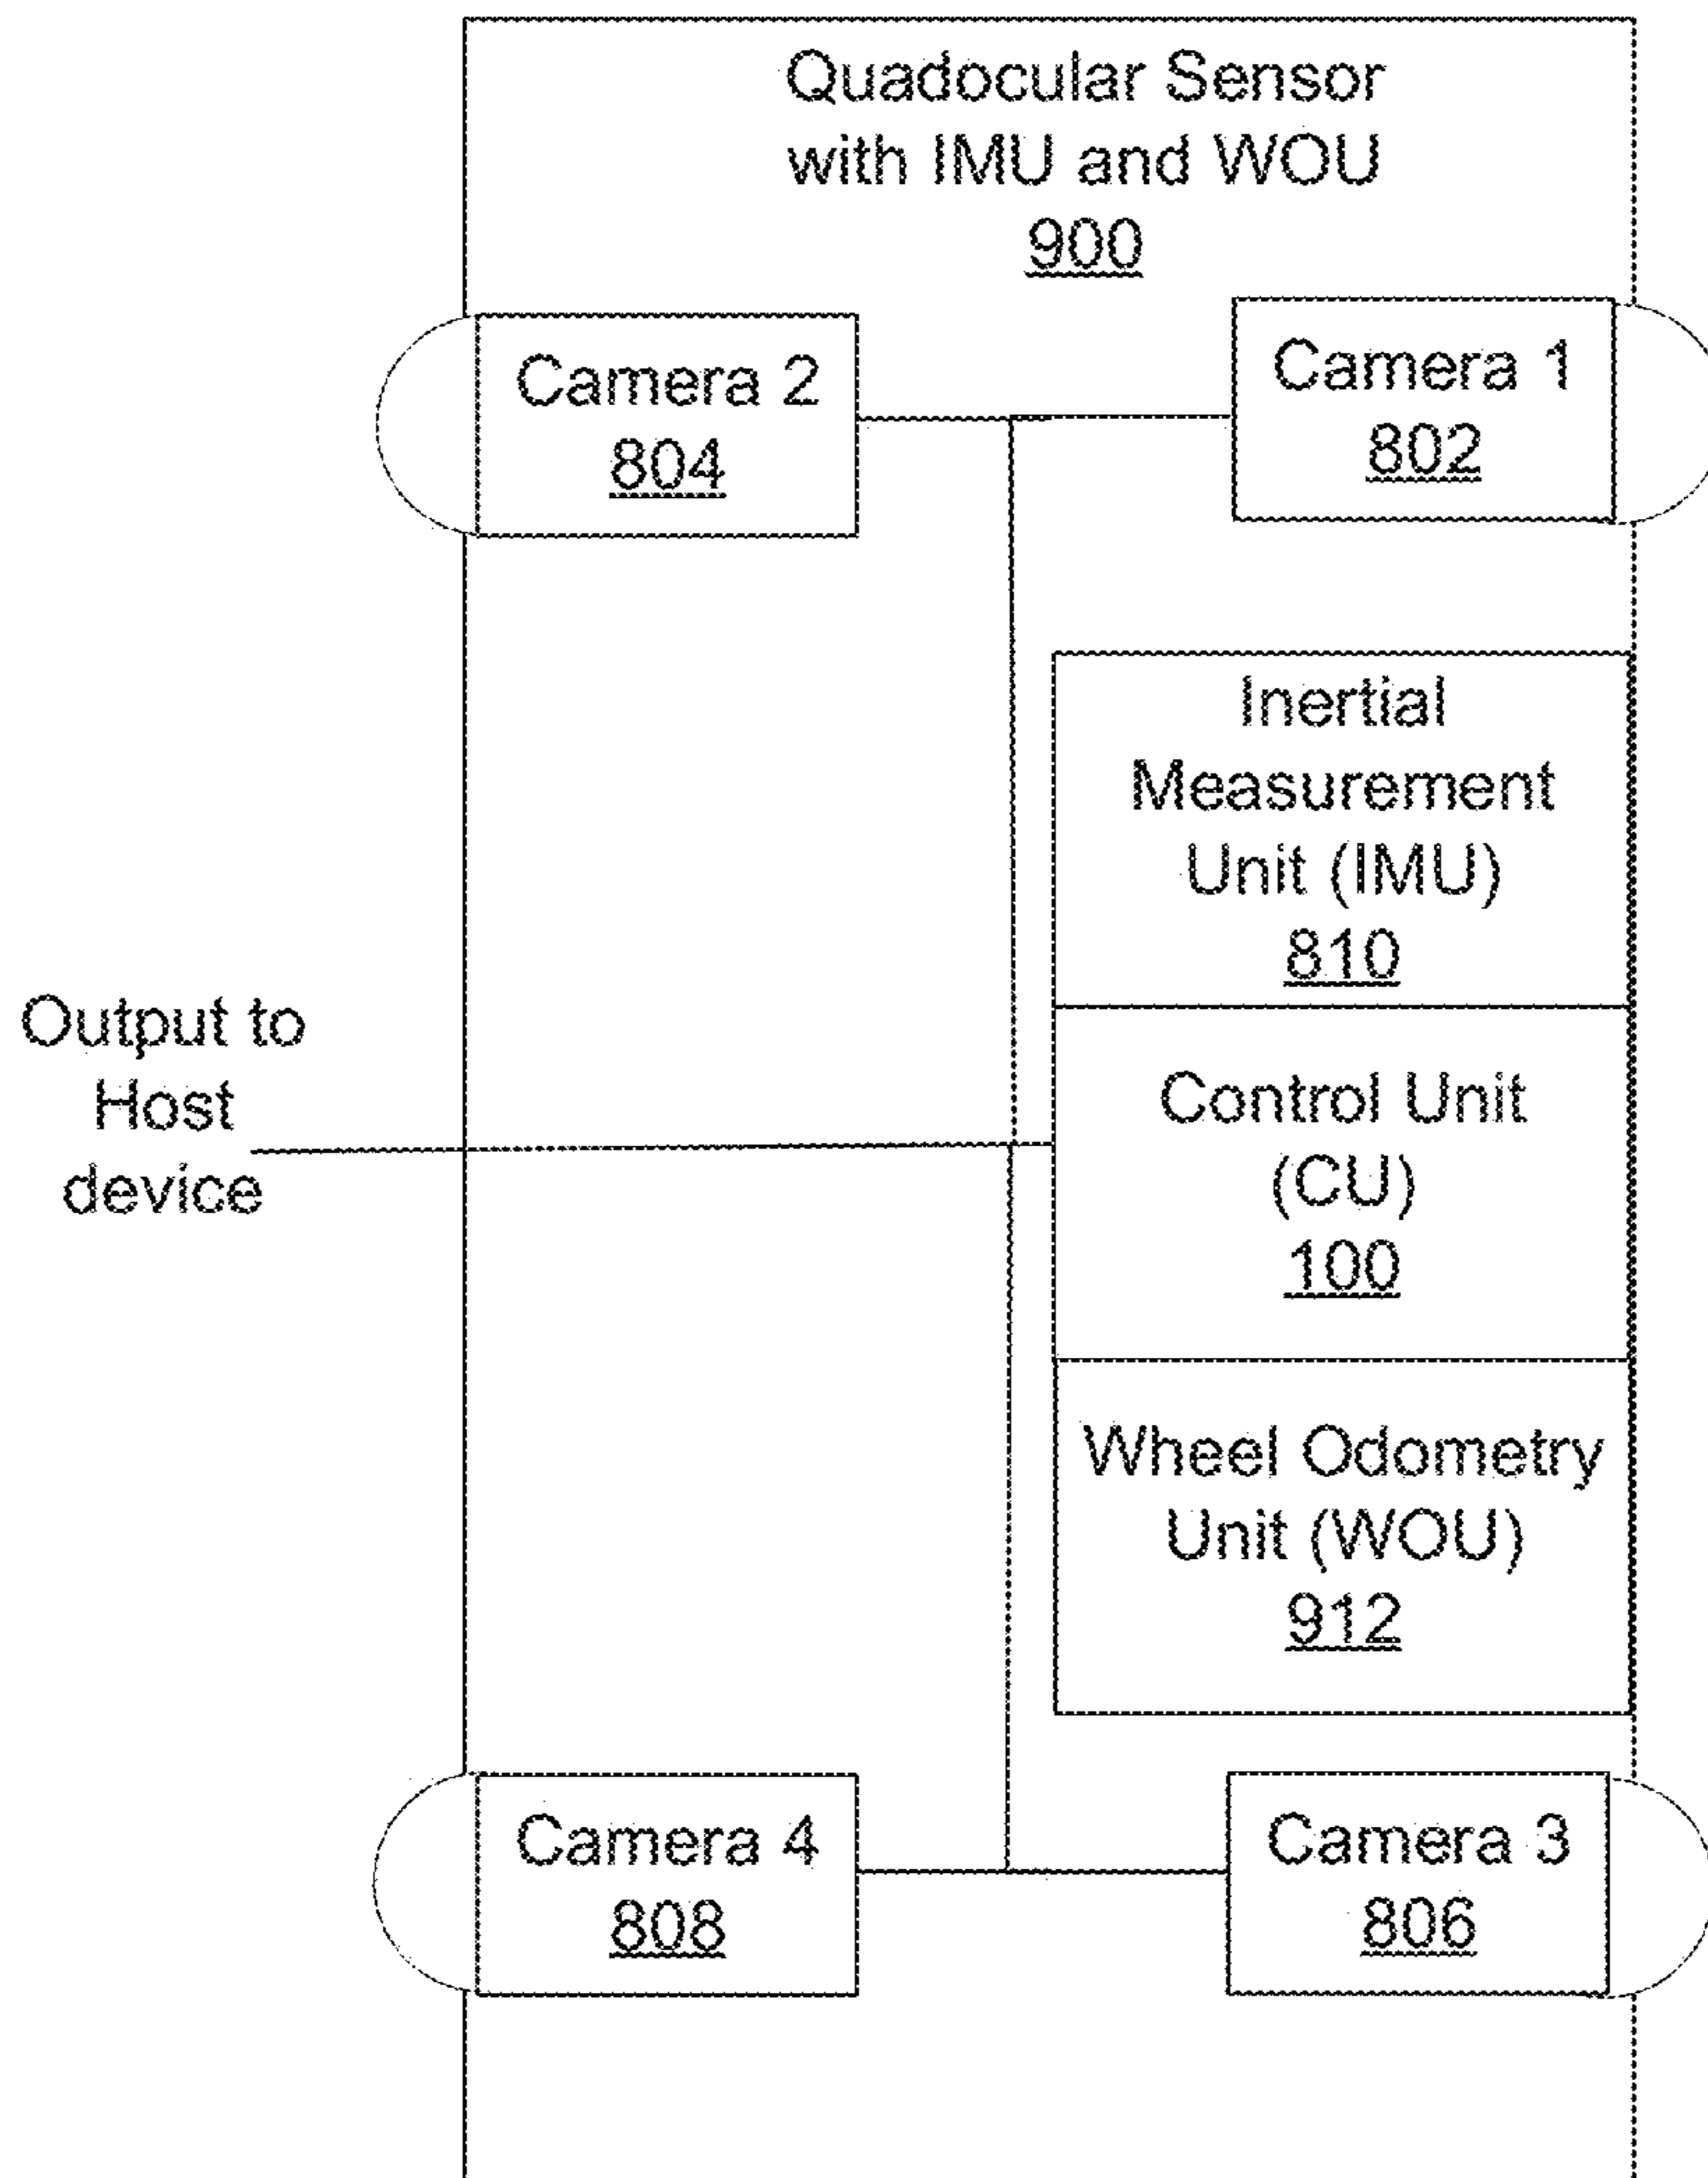 Quadocular Sensor
with IMU and WOU
900
Camera 2
804
Camera 1
802
Inertial
Measurement
Unit (IMU)
810
Output to
Host
device
Control Unit
(CU)
100
Wheel Odometry
Unit (WOU)
912
Camera 4
808
Camera 3
806